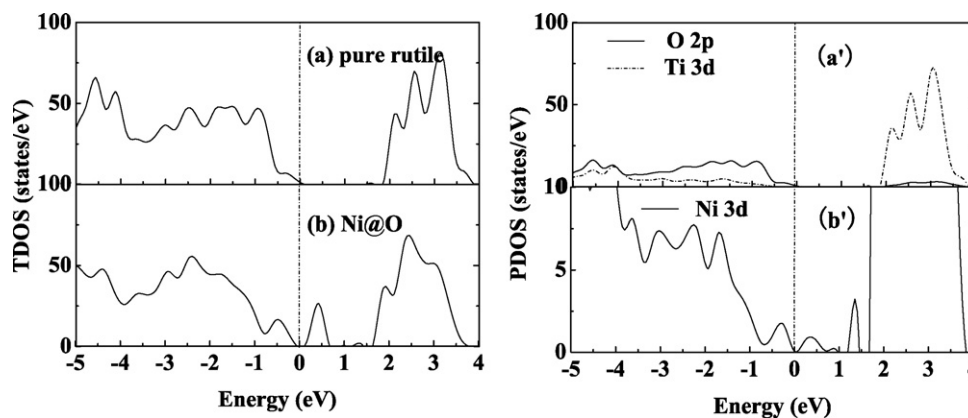 100
(a) pure rutile
50
100
(b) Ni@O
50
0
-5 -4 -3 -2 -1 0 1 2 3 4
TDOS (states/eV)
Energy (eV)
100
O 2p
Ti 3d
(a')
50
10
Ni 3d
(b')
5
0
-5 -4 -3 -2 -1 0 1 2 3
PDOS (states/eV)
Energy (eV)